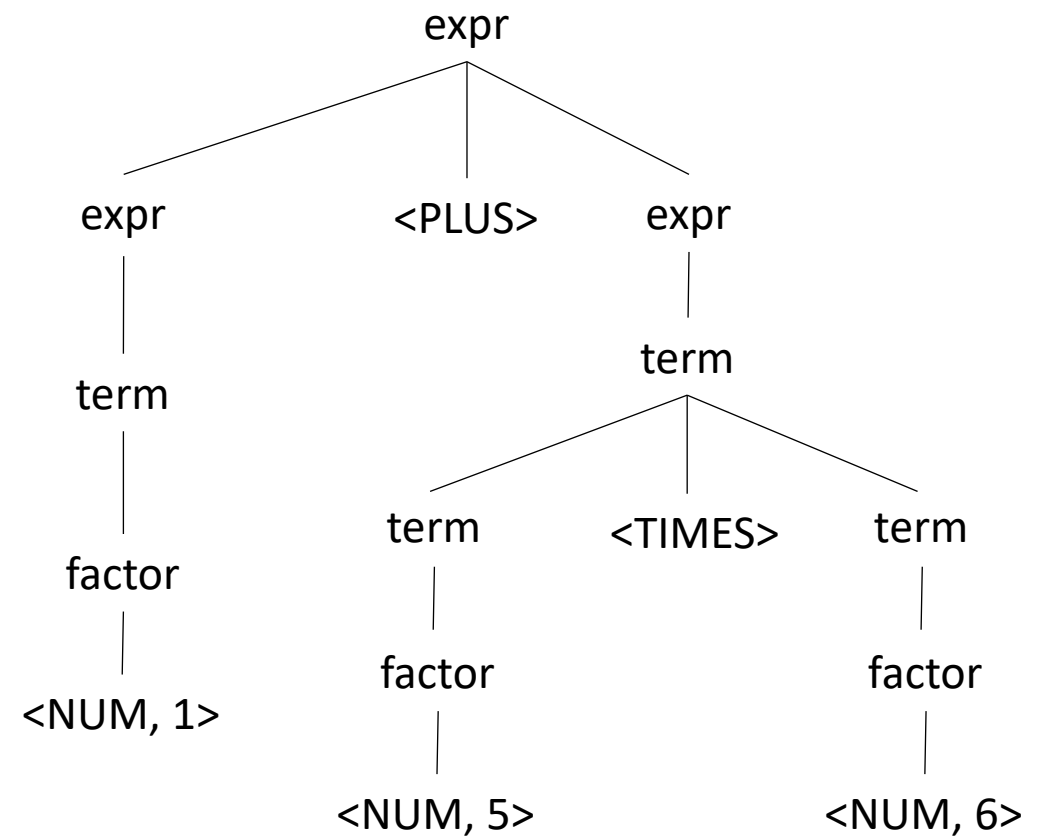 expr
expr <PLUS> expr
term
term
term <TIMES> term
factor
factor factor
<NUM, 1>
<NUM, 5> <NUM, 6>